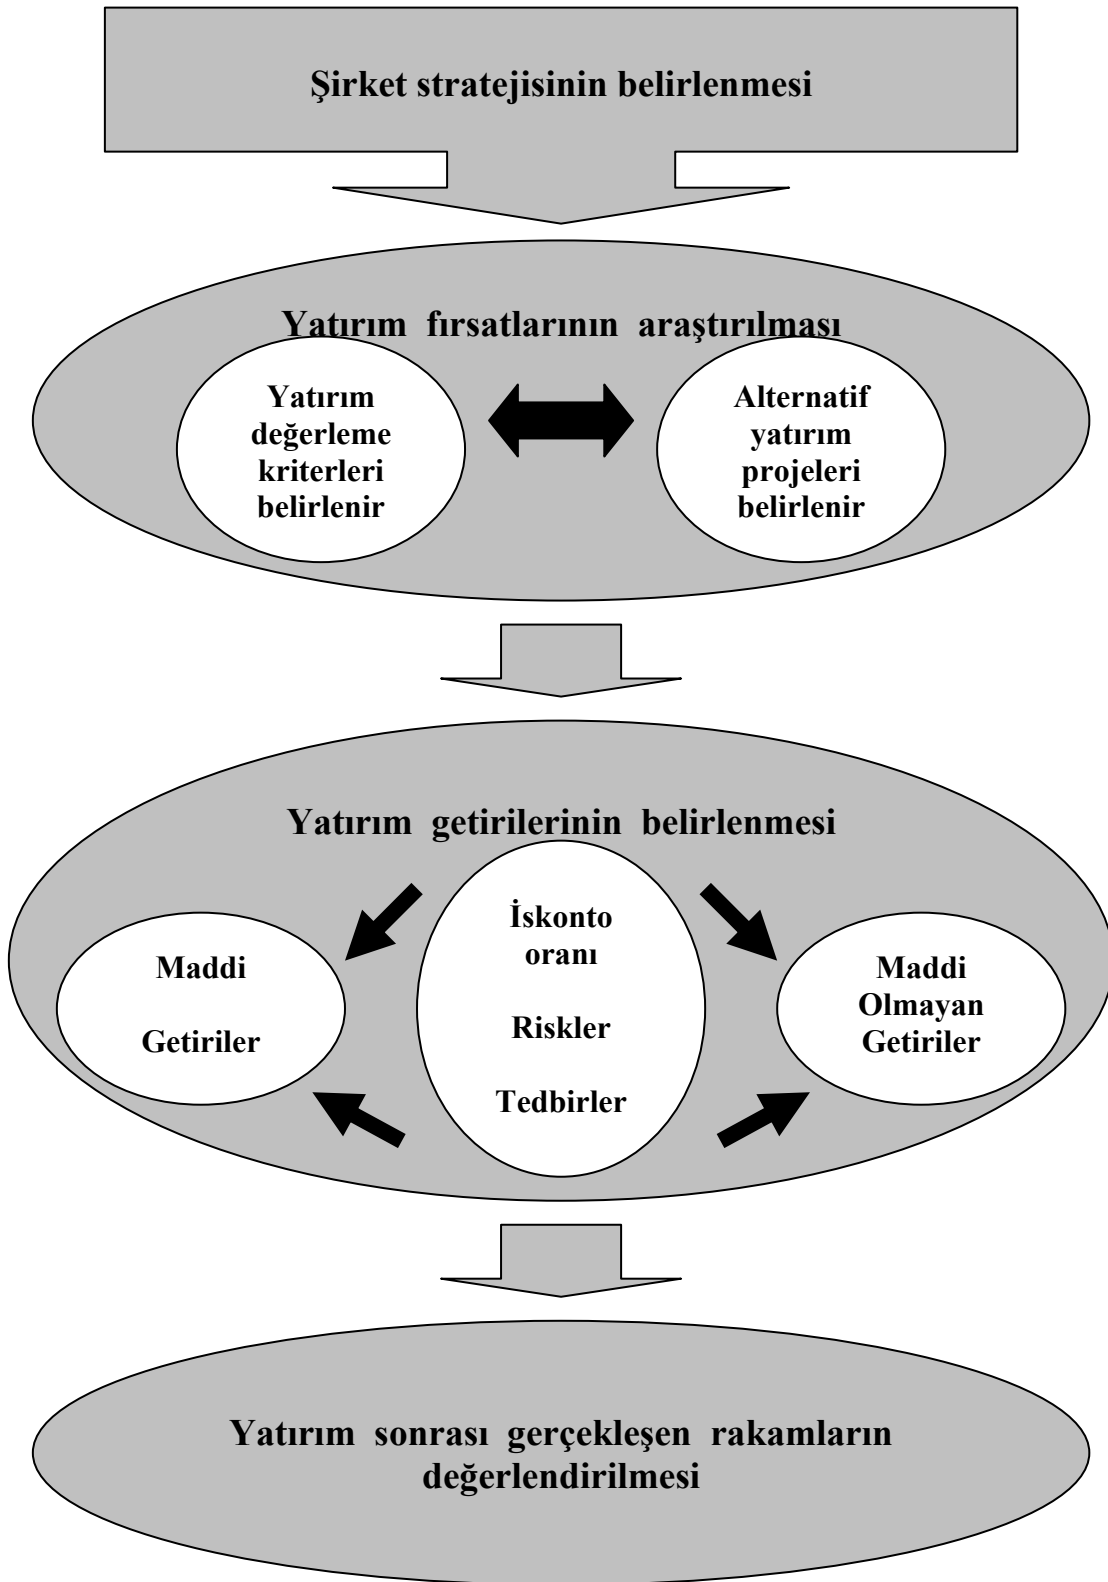 Şirket stratejisinin belirlenmesi
Yatırım fırsatlarının araştırılması
Yatırım
değerleme
kriterleri
belirlenir
Alternatif
yatırım
projeleri
belirlenir
Yatırım getirilerinin belirlenmesi
Maddi
Getiriler
İskonto
oranı
Riskler
Tedbirler
Maddi
Olmayan
Getiriler
Yatırım sonrası gerçekleşen rakamların
değerlendirilmesi